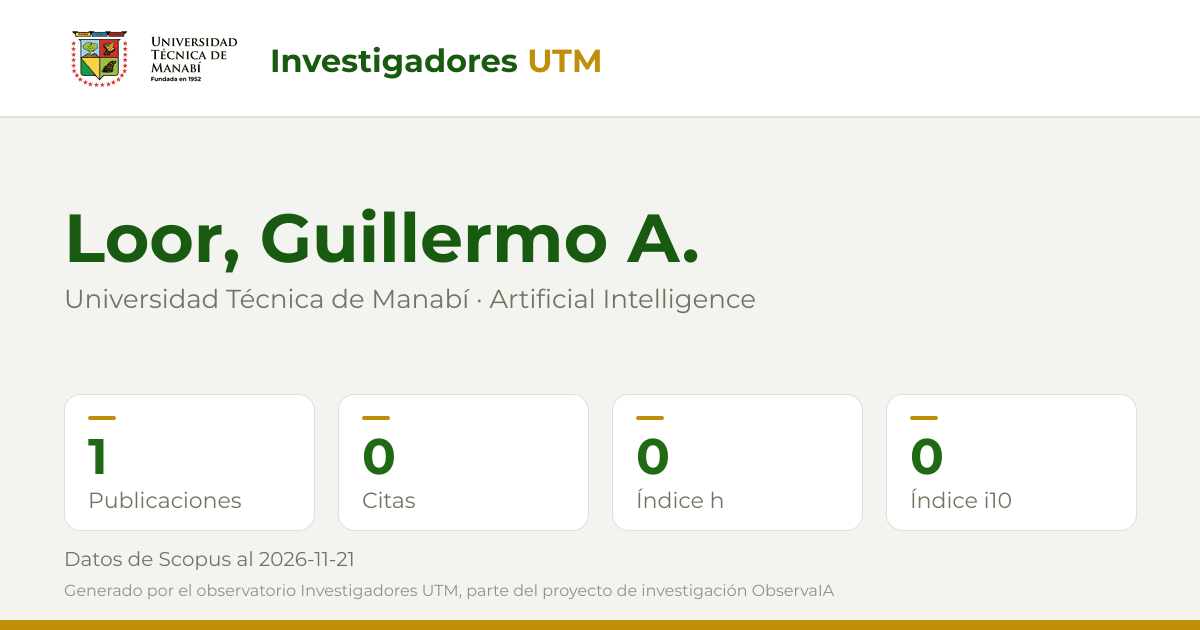 UNIVERSIDAD
TÉCNICA DE
MANABÍ
Fundada en 1952
Investigadores UTM
Loor, Guillermo A.
Universidad Técnica de Manabí · Artificial Intelligence
1
Publicaciones
0
Citas
0
Índice h
0
Índice i10
Datos de Scopus al 2026-11-21
Generado por el observatorio Investigadores UTM, parte del proyecto de investigación ObservaIA